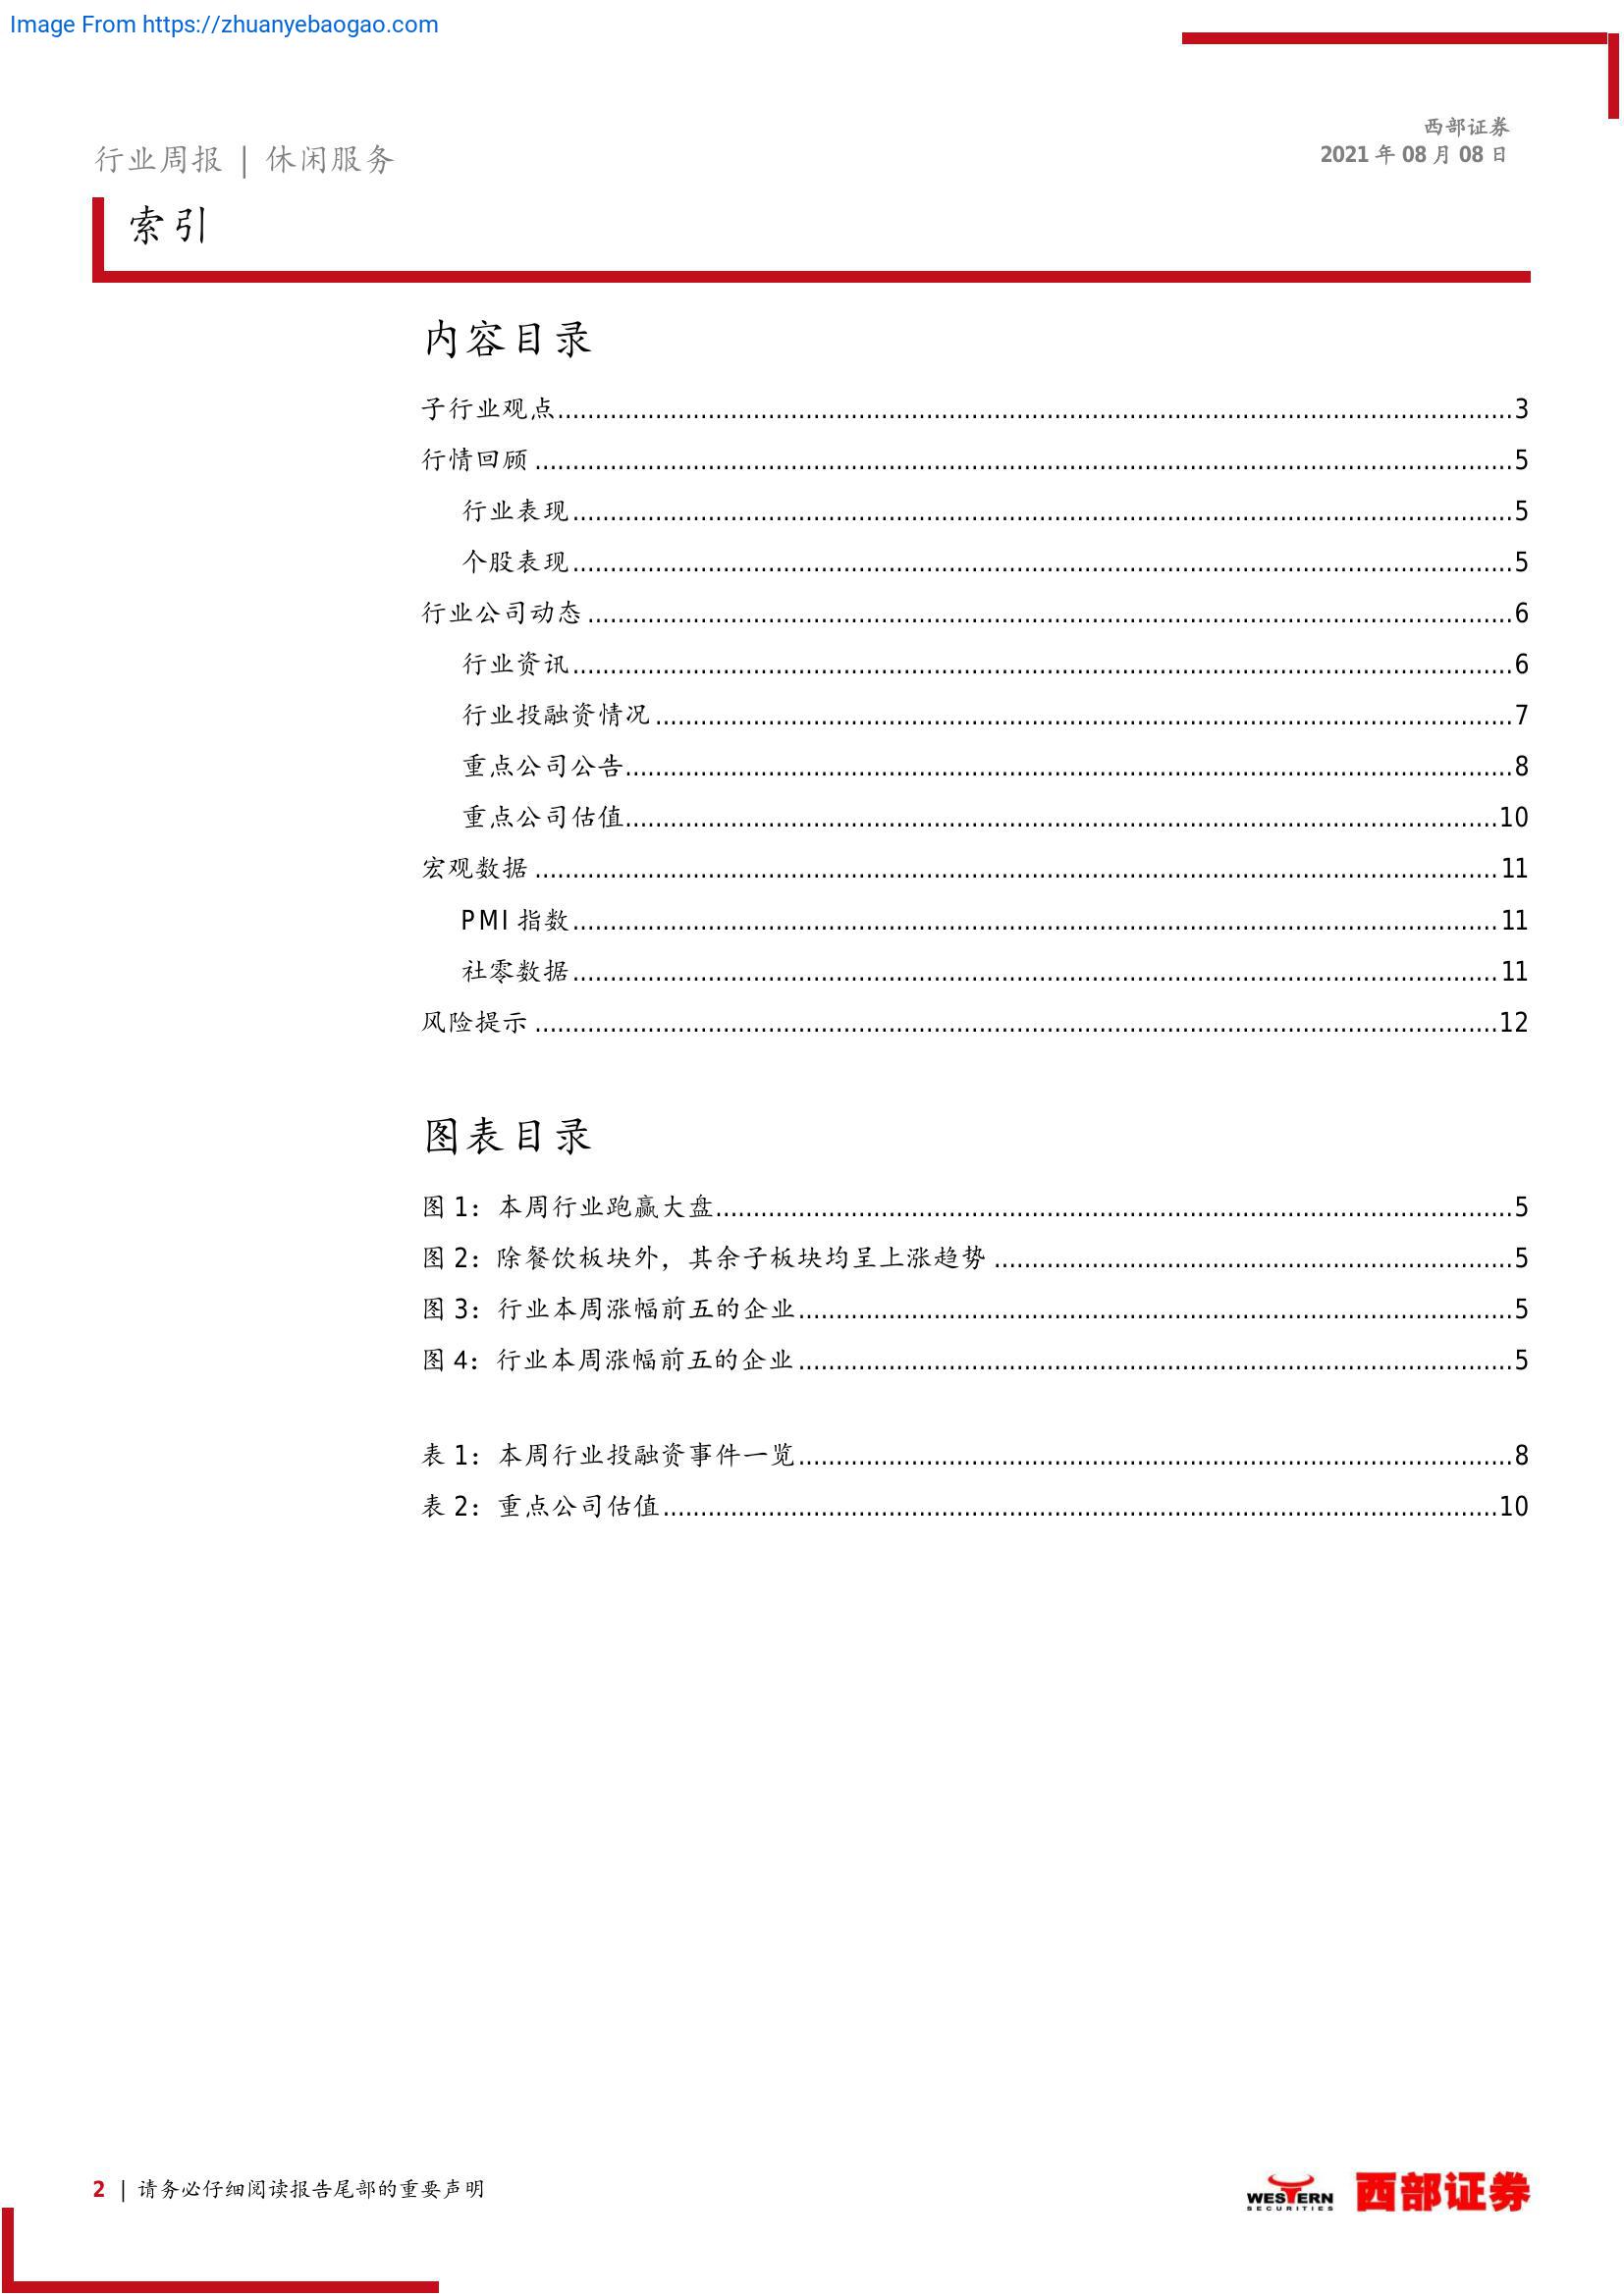 Image From https://zhuanyebaogao.com
西部证券
行业周报 | 休闲服务
2021 年 08 月 08 日
索引
内容目录
子行业观点 3
行情回顾 5
行业表现 5
个股表现 5
行业公司动态 6
行业资讯 6
行业投融资情况 7
重点公司公告 8
重点公司估值 10
宏观数据 11
PMI 指数 11
社零数据 11
风险提示 12
图表目录
图 1：本周行业跑赢大盘 5
图 2：除餐饮板块外，其余子板块均呈上涨趋势 5
图 3：行业本周涨幅前五的企业 5
图 4：行业本周涨幅前五的企业 5
表 1：本周行业投融资事件一览 8
表 2：重点公司估值 10
2 | 请务必仔细阅读报告尾部的重要声明
WESTERN
SECURITIES
西部证券